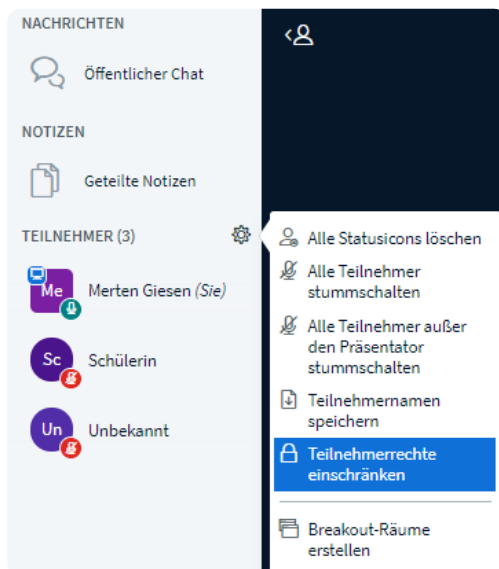 NACHRICHTEN
Öffentlicher Chat
NOTIZEN
Geteilte Notizen
TEILNEHMER (3)
Me Merten Giesen (Sie)
Sc Schülerin
Un Unbekannt
Alle Statusicons löschen
Alle Teilnehmer
stummschalten
Alle Teilnehmer außer
den Präsentator
stummschalten
Teilnehmernamen
speichern
Teilnehmerrechte
einschränken
Breakout-Räume
erstellen